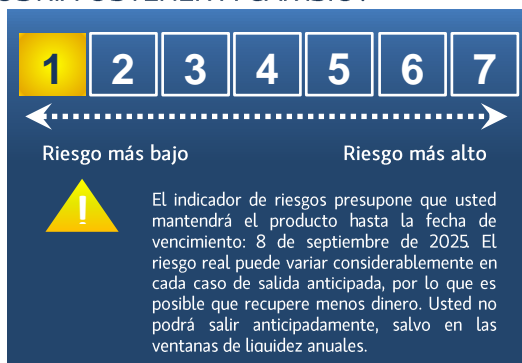 1 2 3 4 5 6 7
Riesgo más bajo Riesgo más alto
!
El indicador de riesgos presupone que usted
mantendrá el producto hasta la fecha de
vencimiento: 8 de septiembre de 2025. El
riesgo real puede variar considerablemente en
cada caso de salida anticipada, por lo que es
posible que recupere menos dinero. Usted no
podrá salir anticipadamente, salvo en las
ventanas de liquidez anuales.